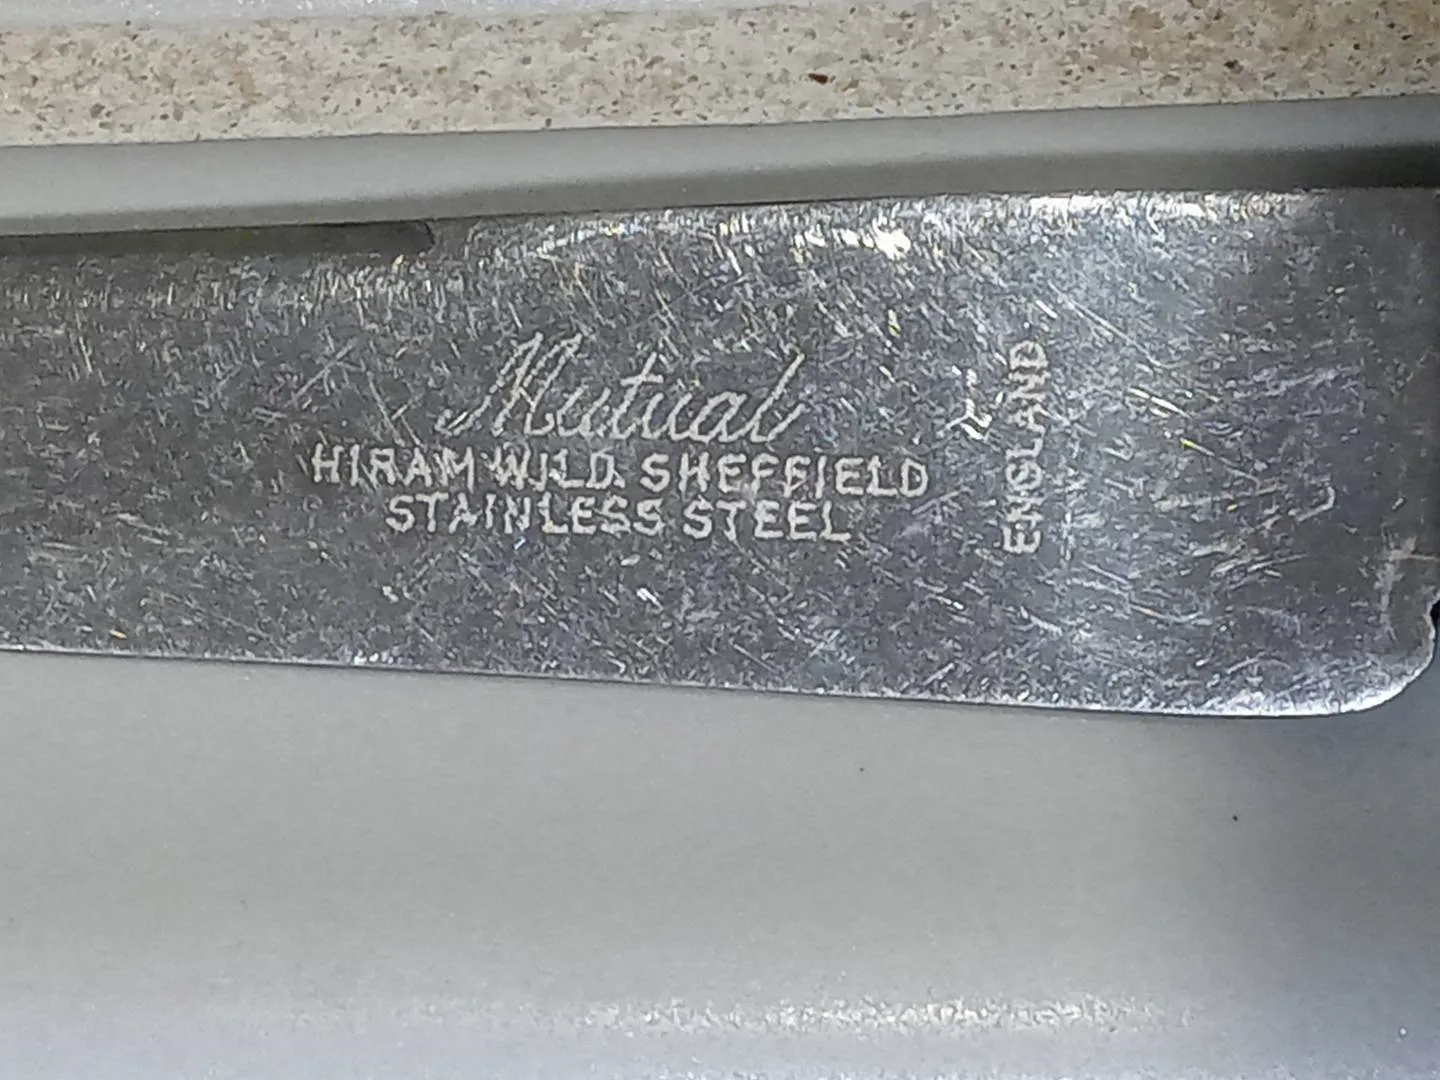 Mutual
HIRAM WILD. SHEFFIELD
STAINLESS STEEL
ENGLAND